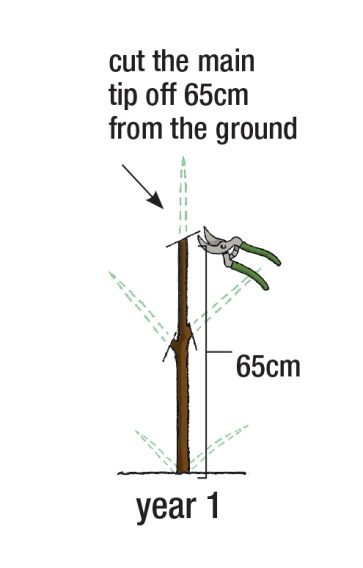 cut the main
tip off 65cm
from the ground
65cm
year 1